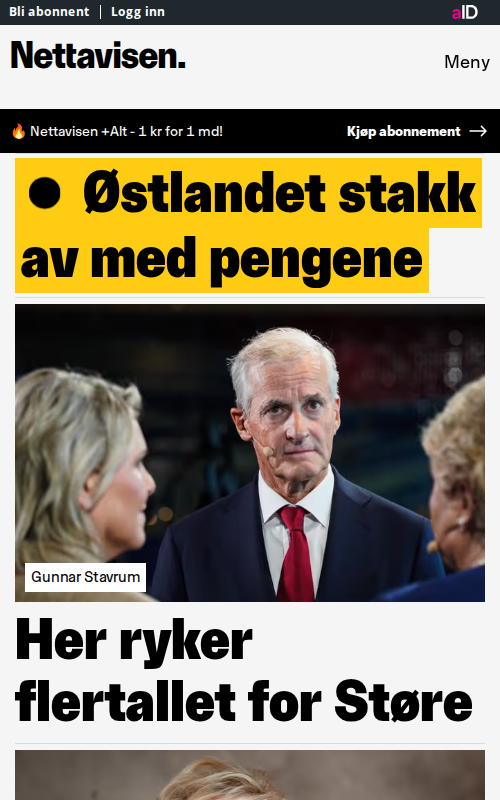 Bli abonnent | Logg inn
aID
Nettavisen.
Meny
🔥 Nettavisen +Alt - 1 kr for 1 md!
Kjøp abonnement →
● Østlandet stakk
av med pengene
Gunnar Stavrum
Her ryker
flertallet for Støre